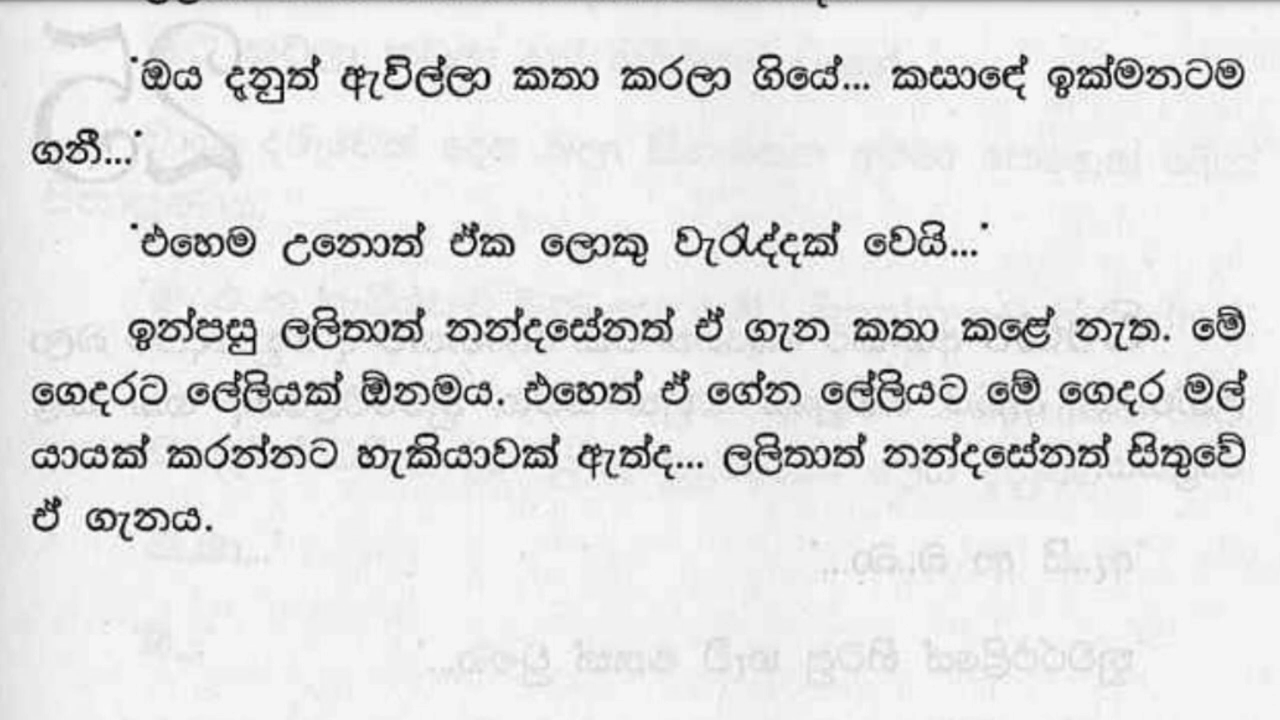 'ඔය දැනුත් ඇවිල්ලා කතා කරලා ගියේ... කසාදේ ඉක්මනටම
ගනී...'
'එහෙම උනොත් ඒක ලොකු වැරැද්දක් වෙයි...'
ඉන්පසු ලලිතාත් නන්දසේනත් ඒ ගැන කතා කළේ නැත. මේ
ගෙදරට ලේලියක් ඕනමය. එහෙත් ඒ ගේන ලේලියට මේ ගෙදර මල්
යායක් කරන්නට හැකියාවක් ඇත්ද... ලලිතාත් නන්දසේනත් සිතුවේ
ඒ ගැනය.